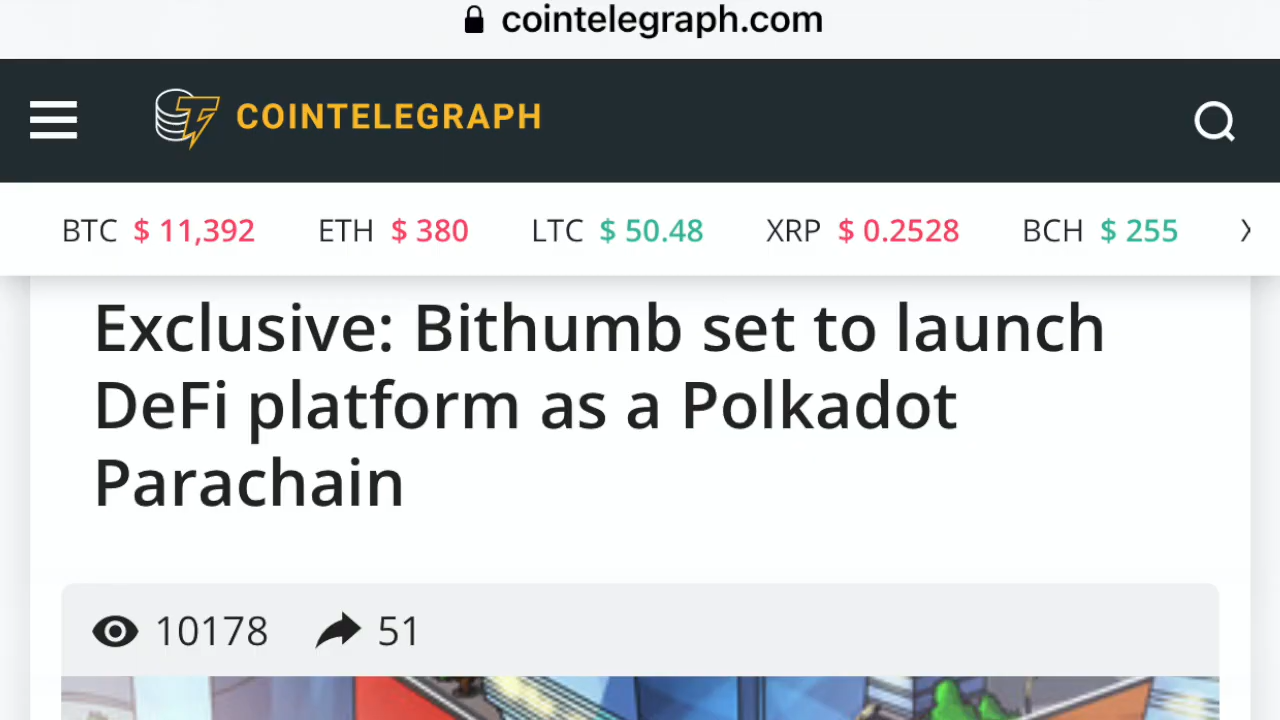 cointelegraph.com
COINTELEGRAPH
BTC $ 11,392 ETH $ 380 LTC $ 50.48 XRP $ 0.2528 BCH $ 255
Exclusive: Bithumb set to launch
DeFi platform as a Polkadot
Parachain
10178 51